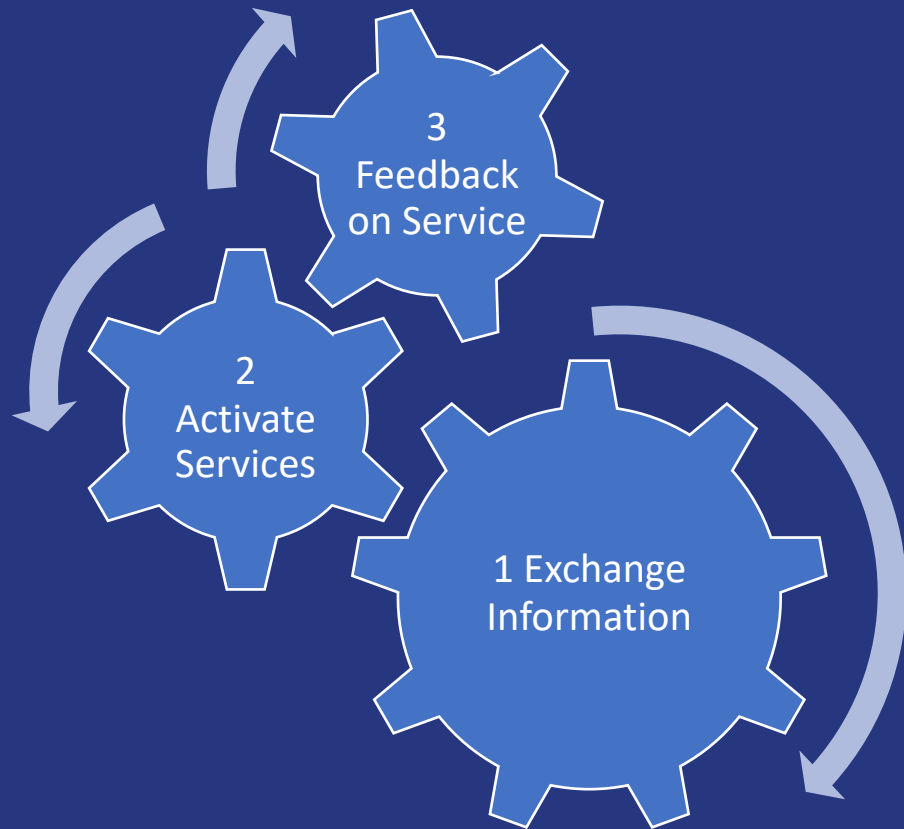 3
Feedback
on Service
2
Activate
Services
1 Exchange
Information